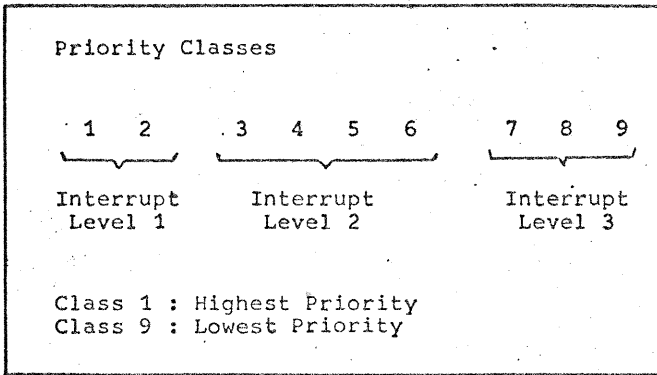 Priority Classes
1 2 3 4 5 6 7 8 9
Interrupt Interrupt Interrupt
Level 1 Level 2 Level 3
Class 1 : Highest Priority
Class 9 : Lowest Priority